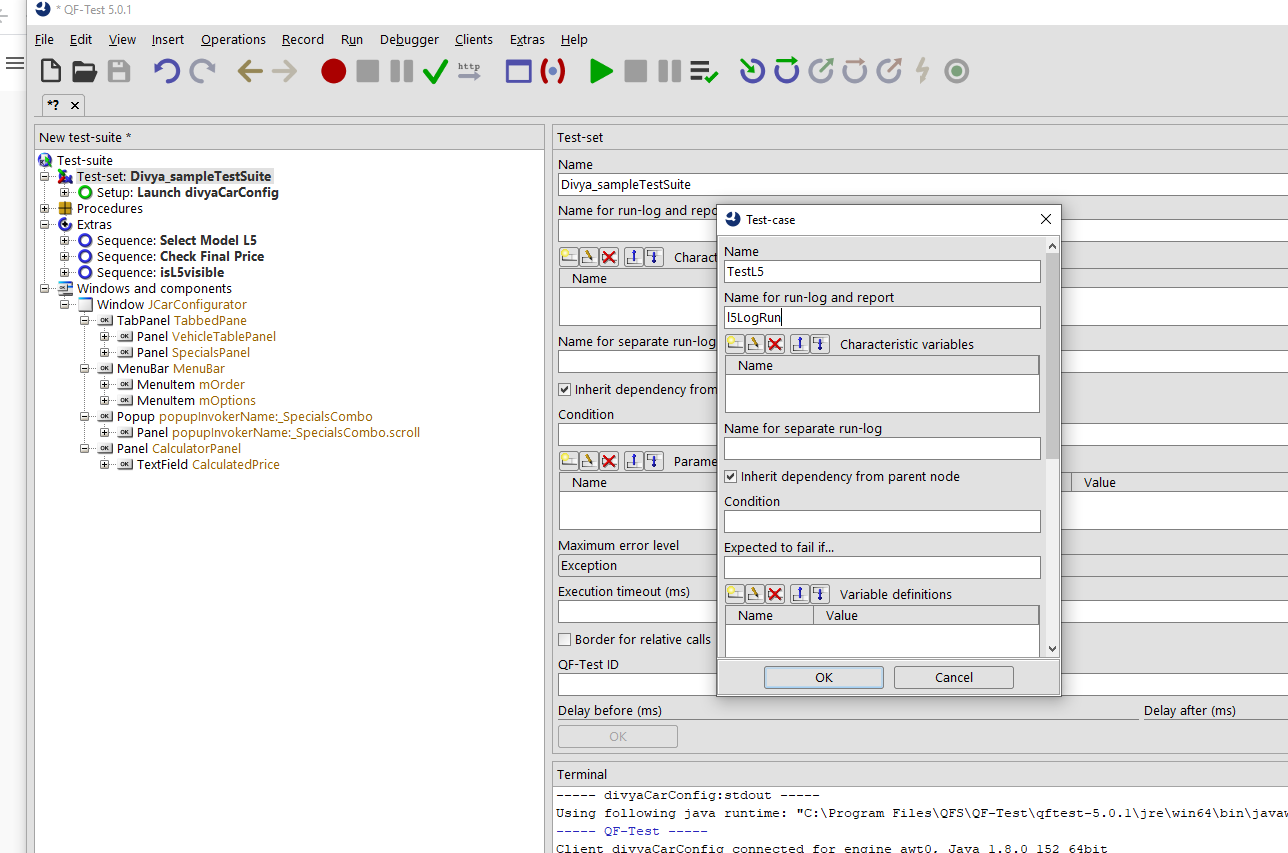 * QF-Test 5.0.1
File Edit View Insert Operations Record Run Debugger Clients Extras Help
http
*?
New test-suite *
Test-suite
Test-set: Divya_sampleTestSuite
Setup: Launch divyaCarConfig
Procedures
Extras
Sequence: Select Model L5
Sequence: Check Final Price
Sequence: isL5visible
Windows and components
Window JCarConfigurator
TabPanel TabbedPane
Panel VehicleTablePanel
Panel SpecialsPanel
MenuBar MenuBar
MenuItem mOrder
MenuItem mOptions
Popup popupInvokerName:_SpecialsCombo
Panel popupInvokerName:_SpecialsCombo.scroll
Panel CalculatorPanel
TextField CalculatedPrice
Test-set
Name
Divya_sampleTestSuite
Name for run-log and repo
Charact
Name
Name for separate run-log
Inherit dependency from
Condition
Parame
Name Value
Maximum error level
Exception
Execution timeout (ms)
Border for relative calls
QF-Test ID
Delay before (ms) Delay after (ms)
OK
Test-case
Name
TestL5
Name for run-log and report
l5LogRun
Characteristic variables
Name
Name for separate run-log
Inherit dependency from parent node
Condition
Expected to fail if...
Variable definitions
Name Value
OK Cancel
Terminal
----- divyaCarConfig:stdout -----
Using following java runtime: "C:\Program Files\QFS\QF-Test\qftest-5.0.1\jre\win64\bin\javaw
----- QF-Test -----
Client divyaCarConfig connected for engine awt0, Java 1.8.0_152 64bit